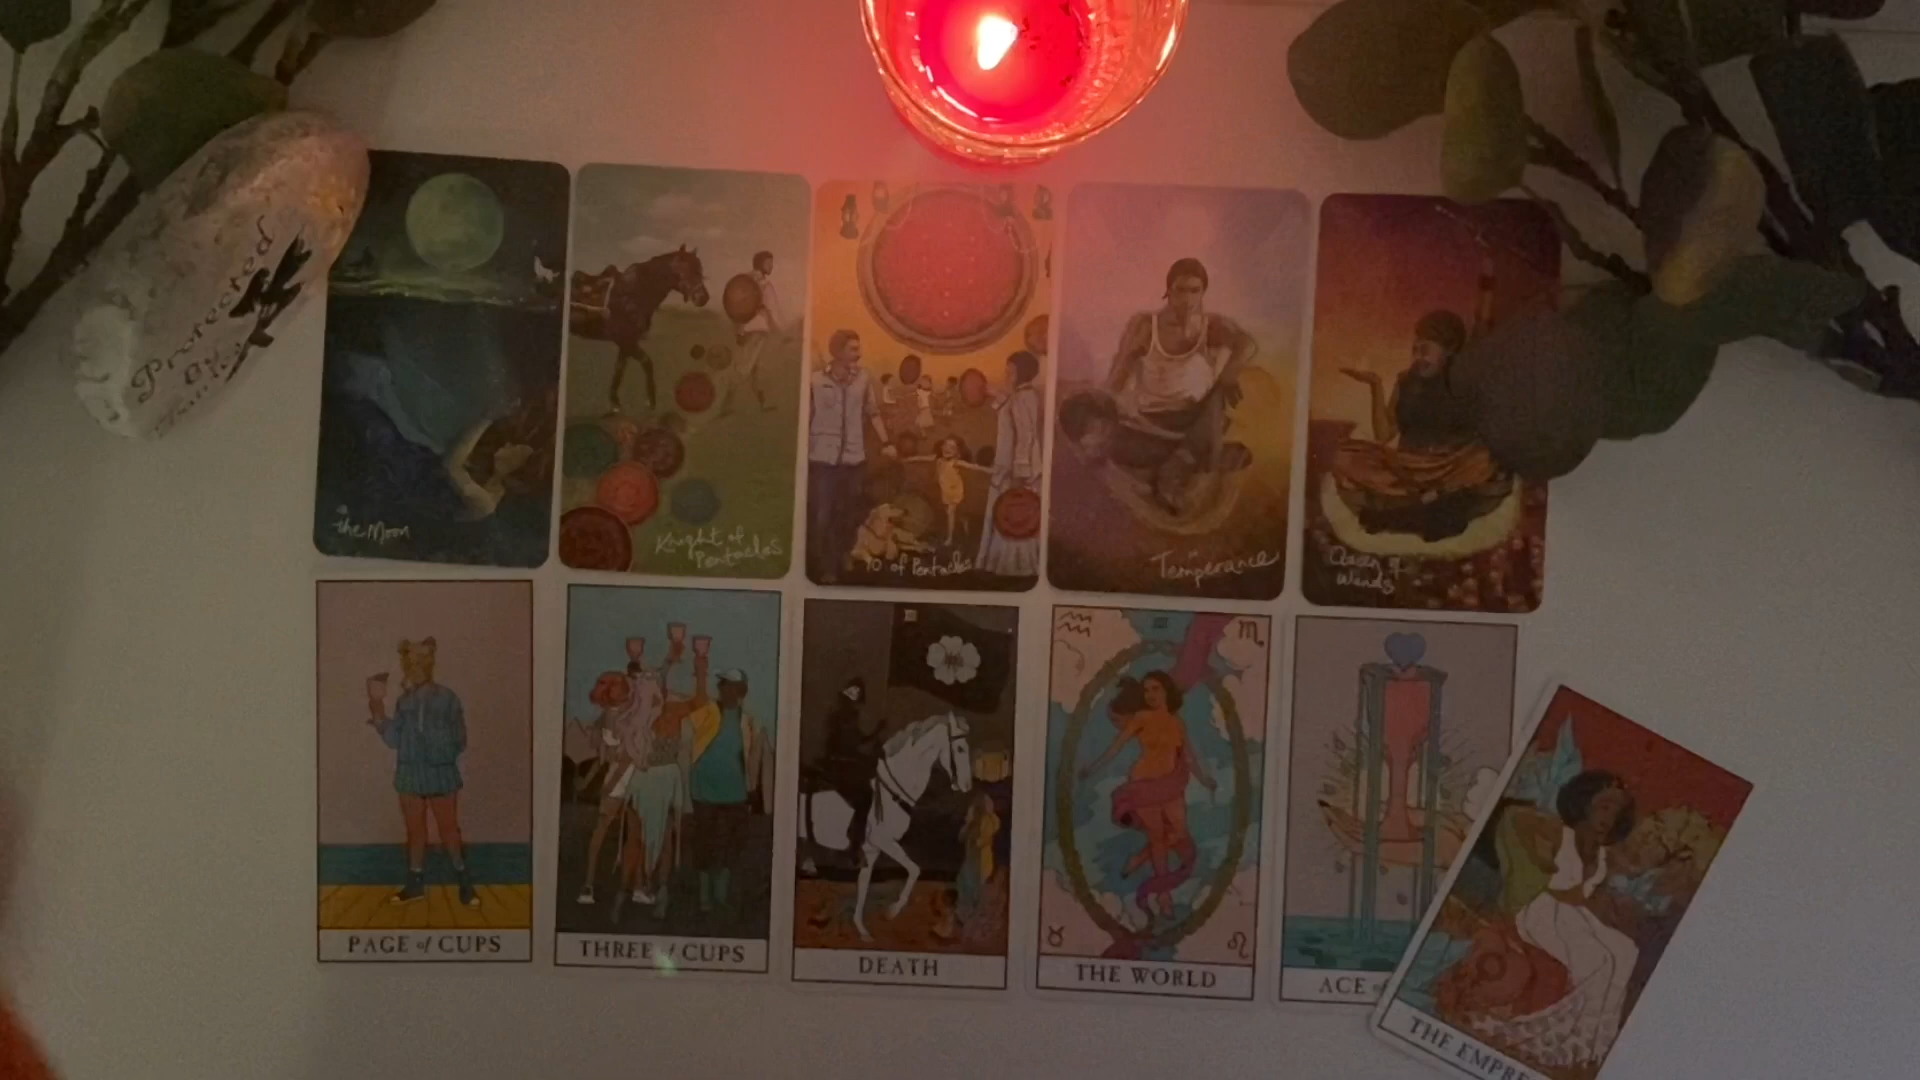 Protected
By
The Moon
Knight of
Pentacles
10 of Pentacles
Temperance
Queen of
Wands
PAGE of CUPS
THREE of CUPS
DEATH
THE WORLD
ACE of
THE EMPRE